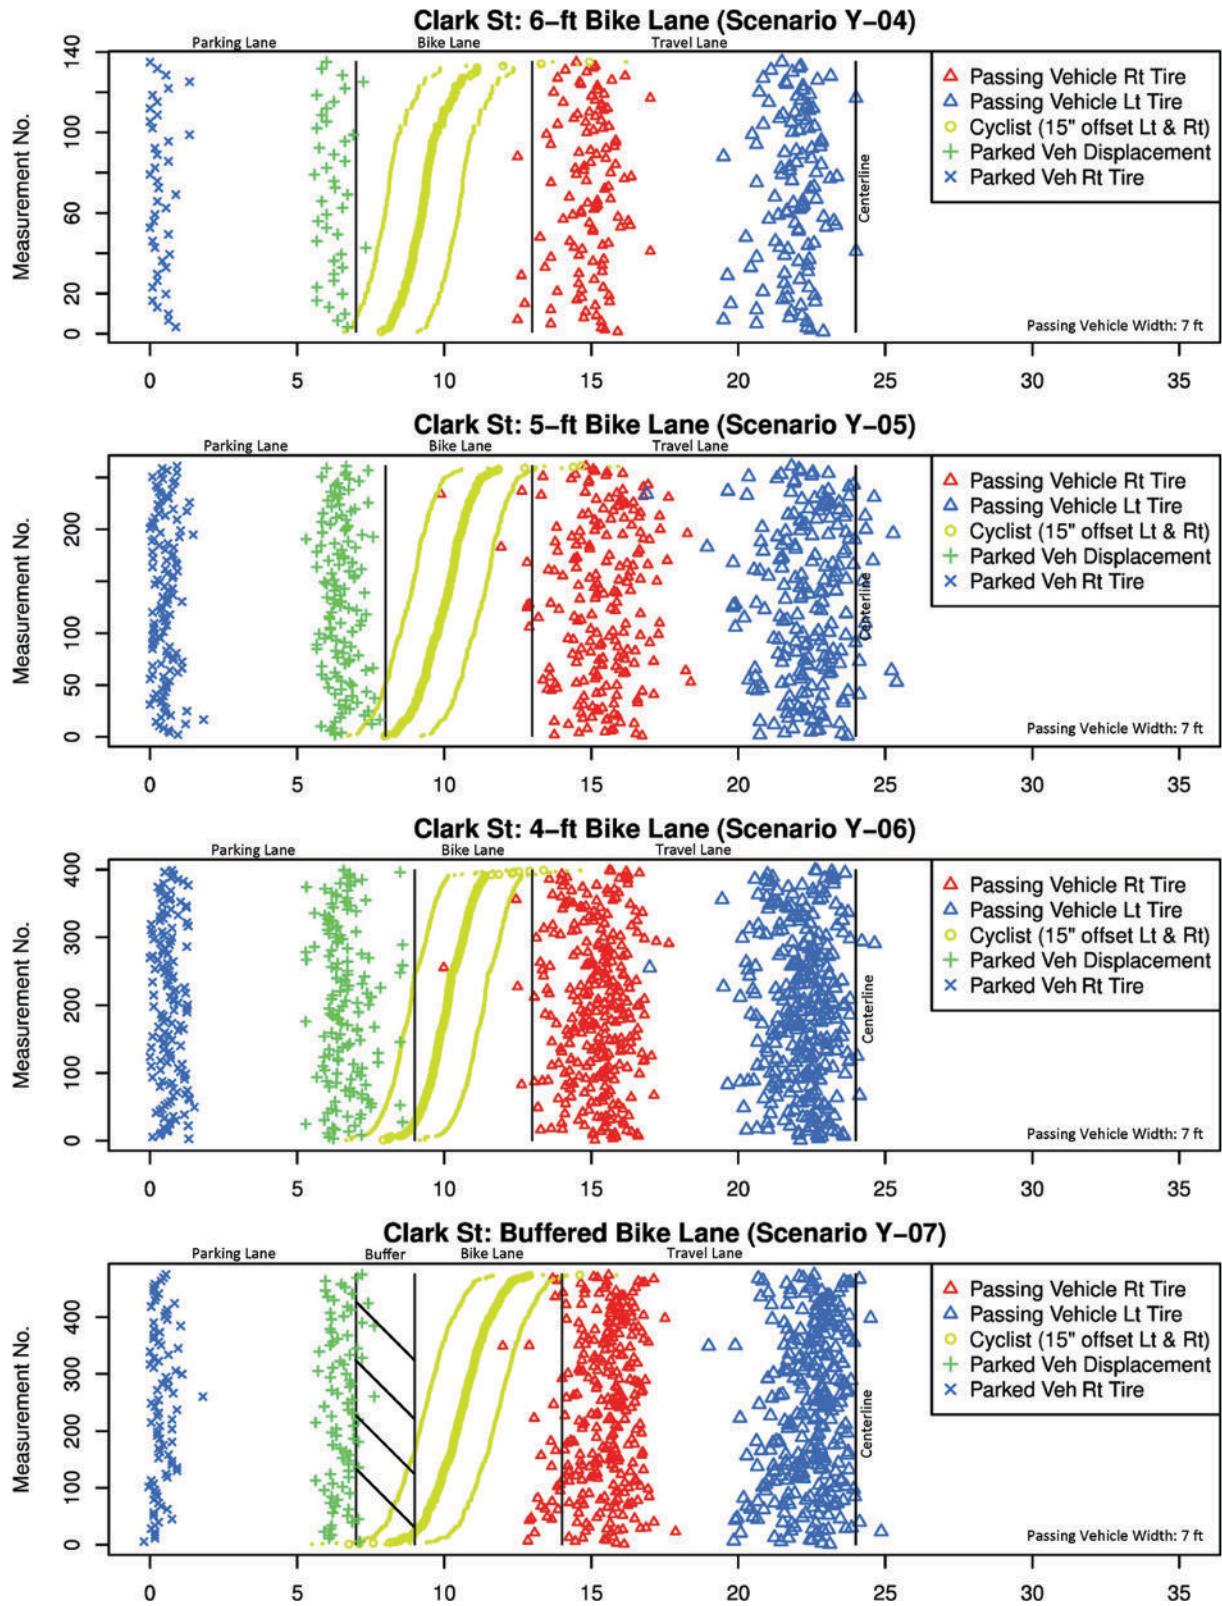 Clark St: 6−ft Bike Lane (Scenario Y−04)
Parking Lane Bike Lane Travel Lane
Measurement No.
140
100
60
20
0
Centerline
Passing Vehicle Rt Tire
Passing Vehicle Lt Tire
Cyclist (15" offset Lt & Rt)
Parked Veh Displacement
Parked Veh Rt Tire
Passing Vehicle Width: 7 ft
0 5 10 15 20 25 30 35
Clark St: 5−ft Bike Lane (Scenario Y−05)
Parking Lane Bike Lane Travel Lane
Measurement No.
200
100
50
0
Centerline
Passing Vehicle Rt Tire
Passing Vehicle Lt Tire
Cyclist (15" offset Lt & Rt)
Parked Veh Displacement
Parked Veh Rt Tire
Passing Vehicle Width: 7 ft
0 5 10 15 20 25 30 35
Clark St: 4−ft Bike Lane (Scenario Y−06)
Parking Lane Bike Lane Travel Lane
Measurement No.
400
300
200
100
0
Centerline
Passing Vehicle Rt Tire
Passing Vehicle Lt Tire
Cyclist (15" offset Lt & Rt)
Parked Veh Displacement
Parked Veh Rt Tire
Passing Vehicle Width: 7 ft
0 5 10 15 20 25 30 35
Clark St: Buffered Bike Lane (Scenario Y−07)
Parking Lane Buffer Bike Lane Travel Lane
Measurement No.
400
300
200
100
0
Centerline
Passing Vehicle Rt Tire
Passing Vehicle Lt Tire
Cyclist (15" offset Lt & Rt)
Parked Veh Displacement
Parked Veh Rt Tire
Passing Vehicle Width: 7 ft
0 5 10 15 20 25 30 35